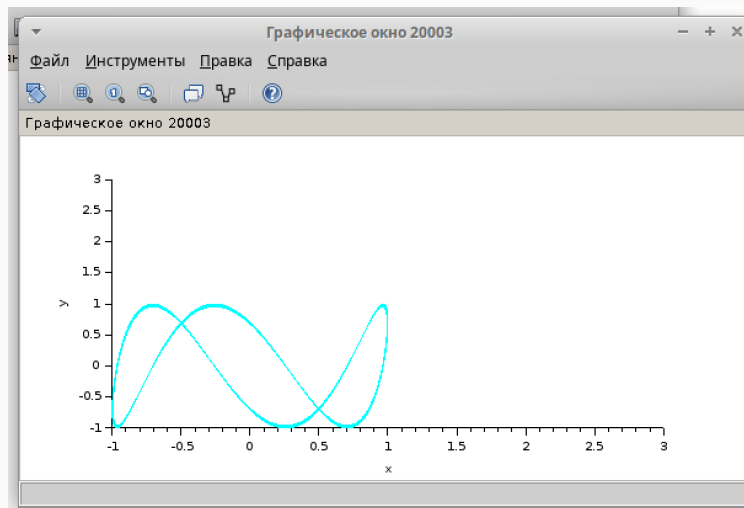 Графическое окно 20003
Файл Инструменты Правка Справка
Графическое окно 20003
3
2.5
2
1.5
y
1
0.5
0
-0.5
-1
-1 -0.5 0 0.5 1 1.5 2 2.5 3
x